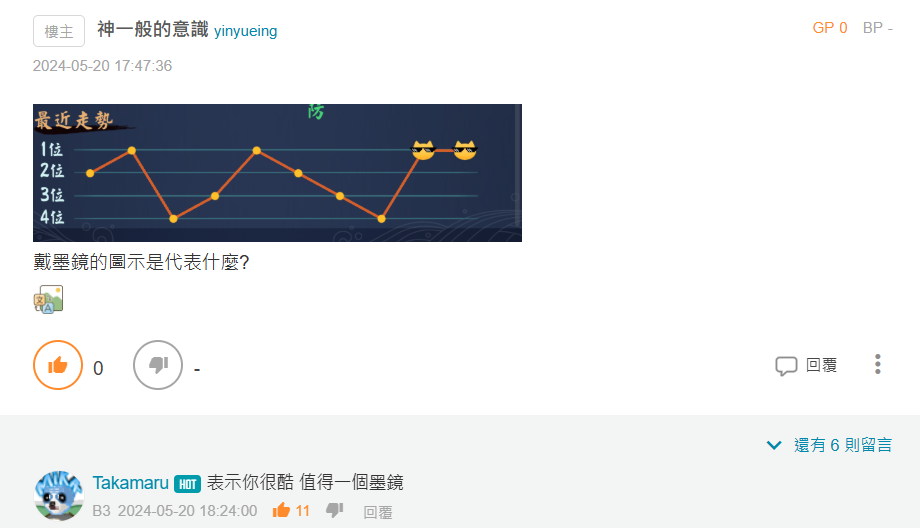 樓主 神一般的意識 yinyueing GP 0 BP -
2024-05-20 17:47:36
防
最近走勢
1位
2位
3位
4位
戴墨鏡的圖示是代表什麼?
文
A
0 - 回覆
還有 6 則留言
Takamaru HOT 表示你很酷 值得一個墨鏡
B3 2024-05-20 18:24:00 11 回覆